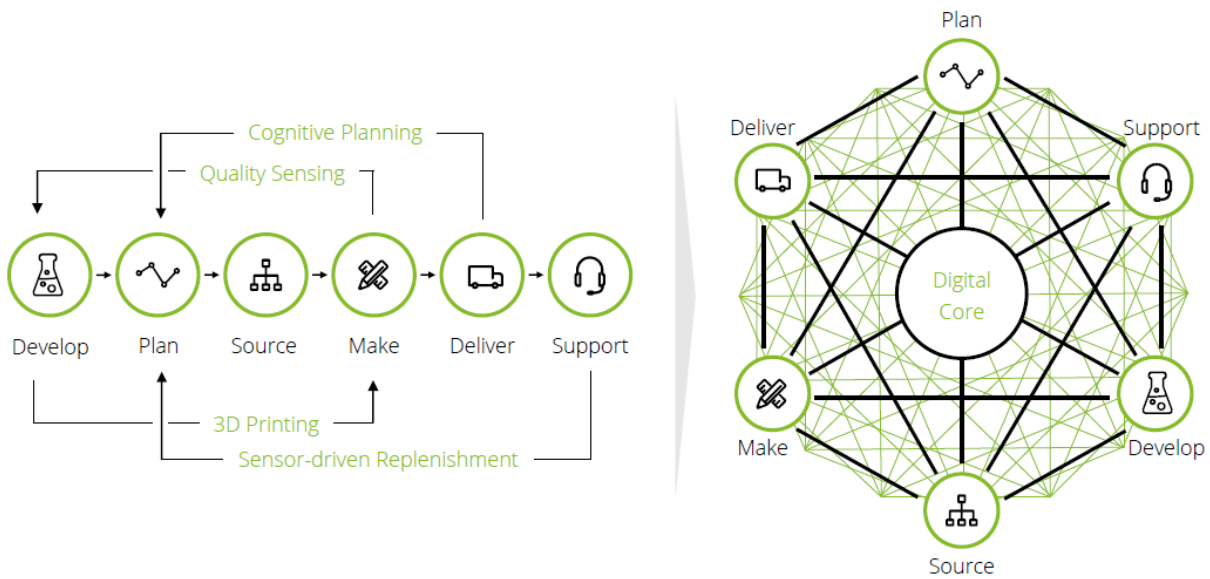 Cognitive Planning
Quality Sensing
Develop
Plan
Source
Make
Deliver
Support
3D Printing
Sensor-driven Replenishment
Plan
Deliver
Support
Digital
Core
Make
Develop
Source